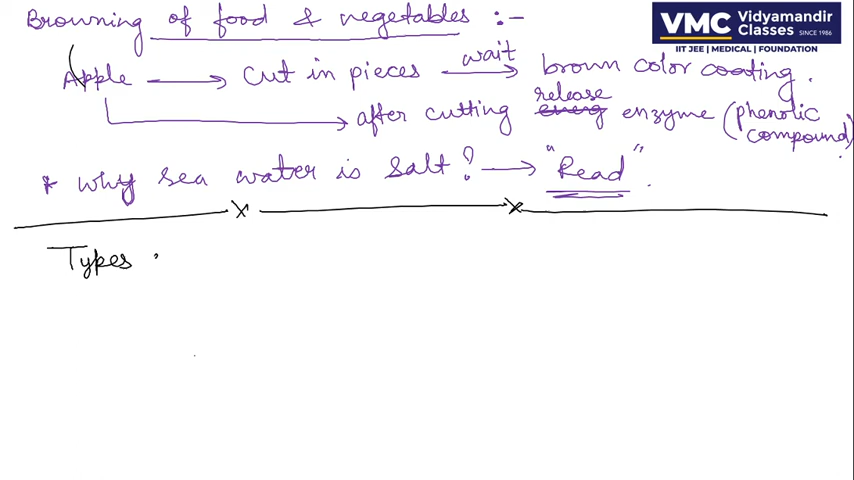 Browning of food & vegetables :-
VMC Vidyamandir Classes SINCE 1986
IIT JEE | MEDICAL | FOUNDATION
Apple → cut in pieces wait → brown color coating.
→ after cutting release enzyme (phenolic compound).
* why sea water is salt? → "Read".
Types :